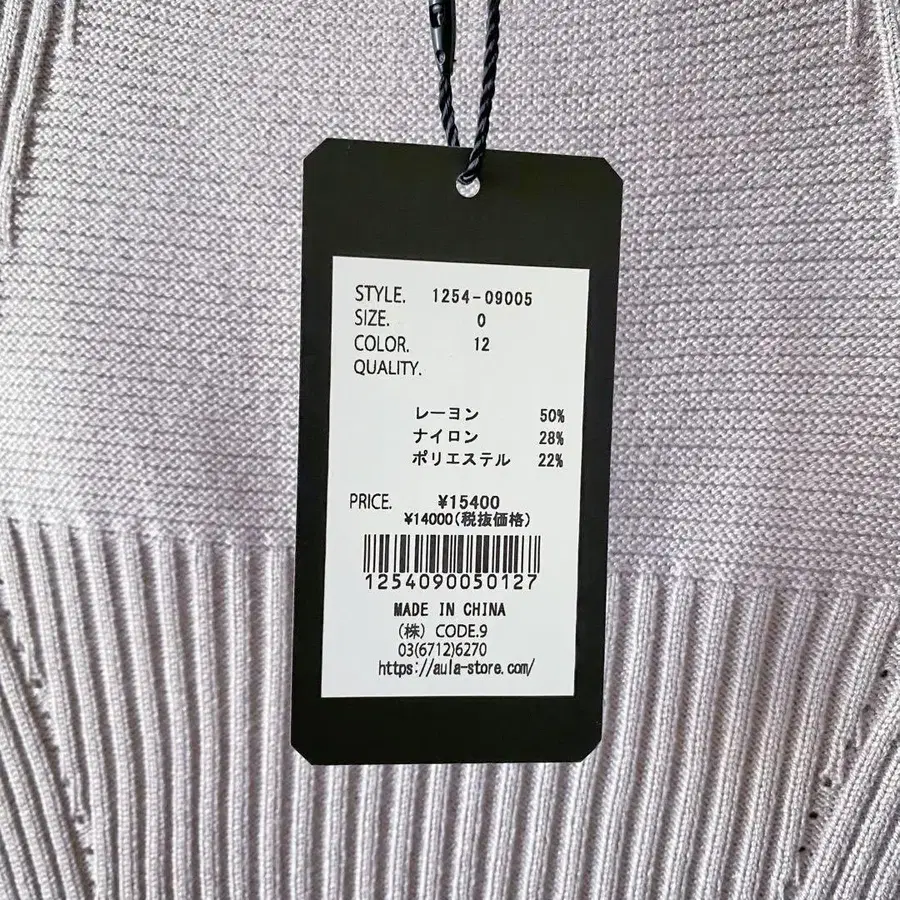 STYLE. 1254-09005
SIZE. 0
COLOR. 12
QUALITY.
レーヨン 50%
ナイロン 28%
ポリエステル 22%
PRICE. ¥15400
¥14000(税抜価格)
1254090050127
MADE IN CHINA
(株) CODE.9
03(6712)6270
https://aula-store.com/